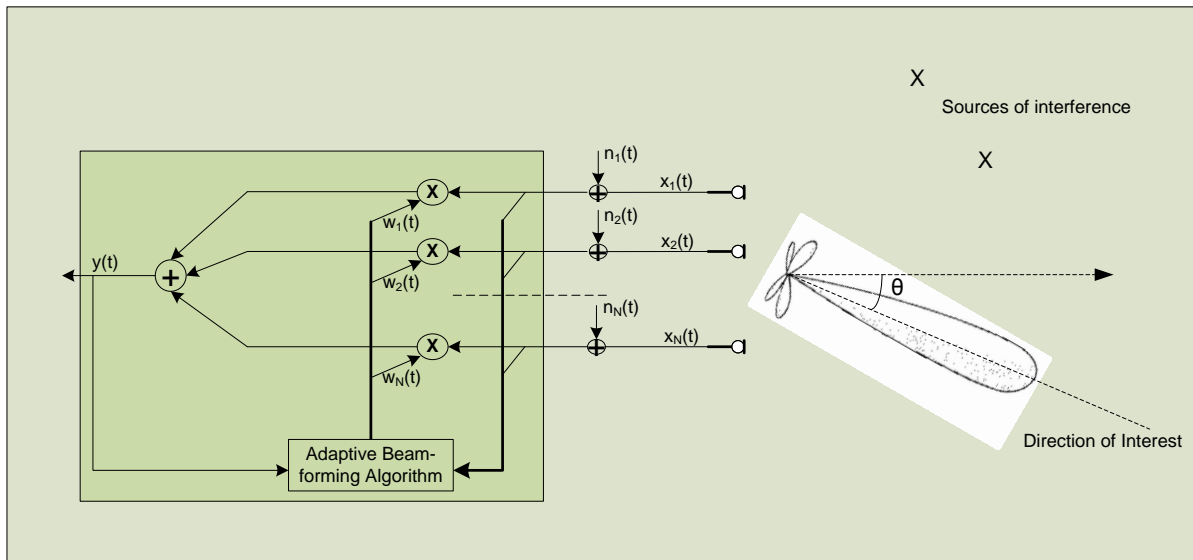 X
Sources of interference
X
n1(t)
x1(t)
X
w1(t)
n2(t)
x2(t)
X
w2(t)
y(t)
+
θ
nN(t)
xN(t)
X
wN(t)
Direction of Interest
Adaptive Beam-
forming Algorithm